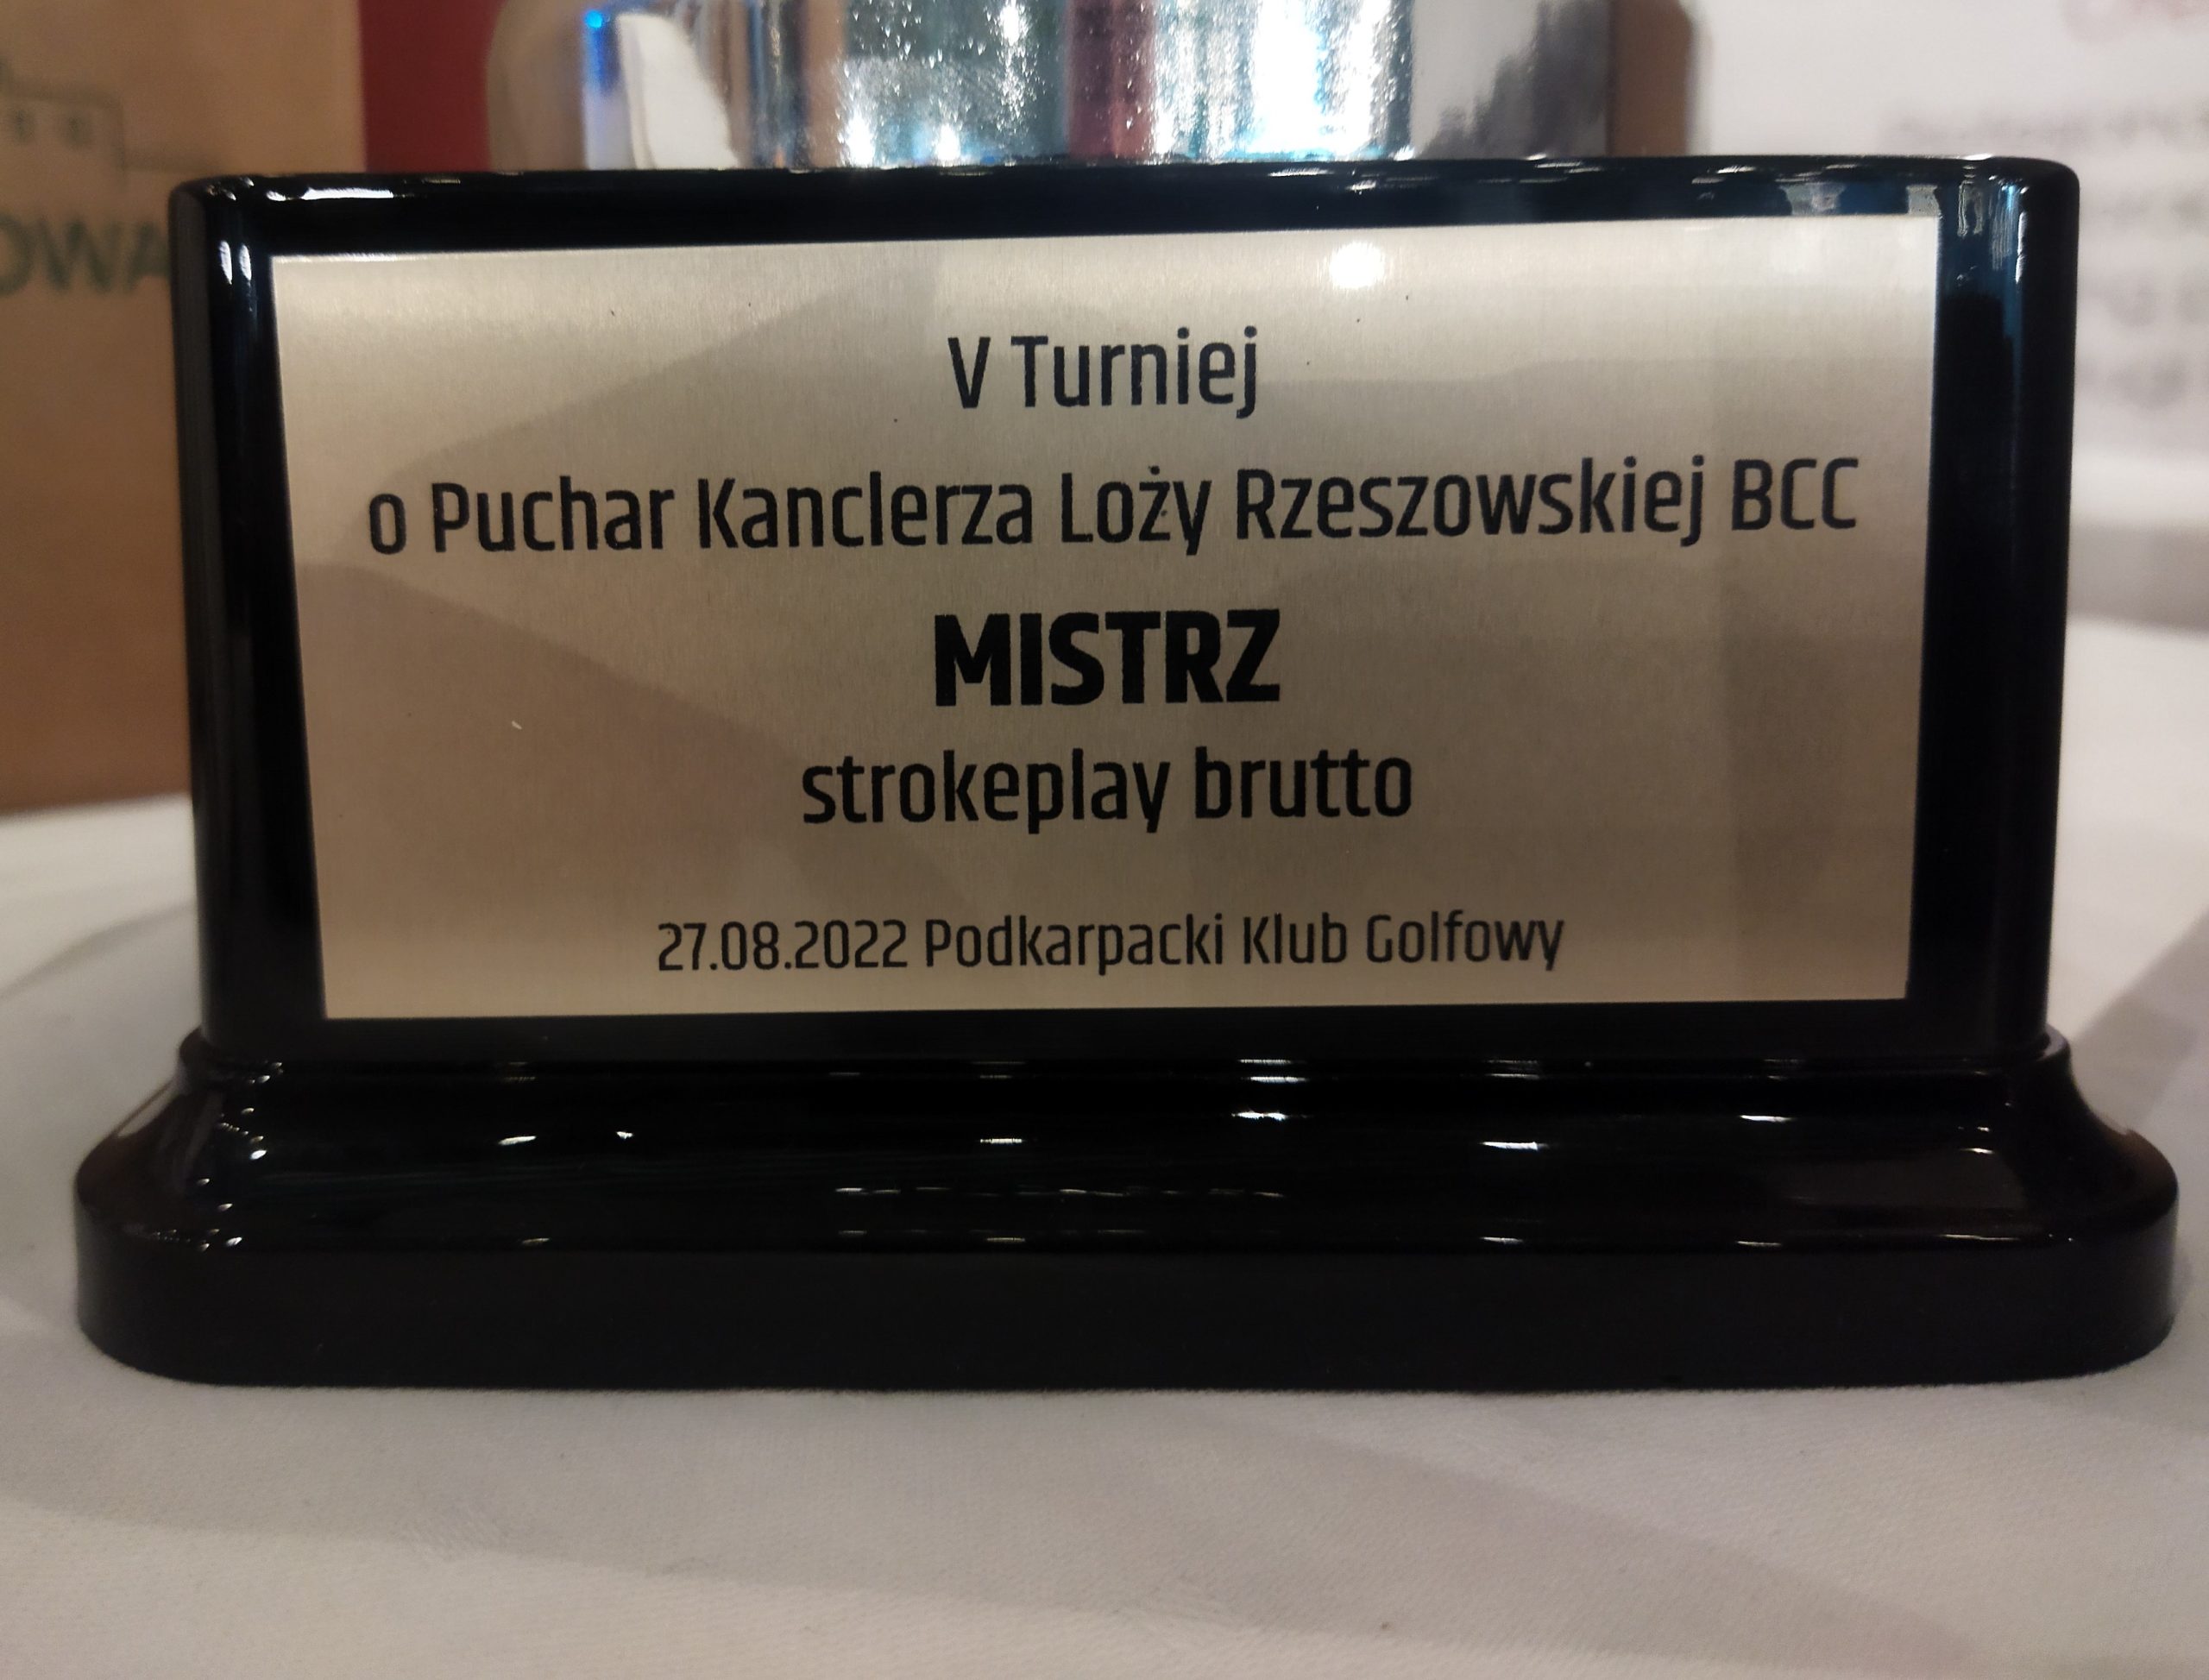 V Turniej
o Puchar Kanclerza Loży Rzeszowskiej BCC
MISTRZ
strokeplay brutto
27.08.2022 Podkarpacki Klub Golfowy